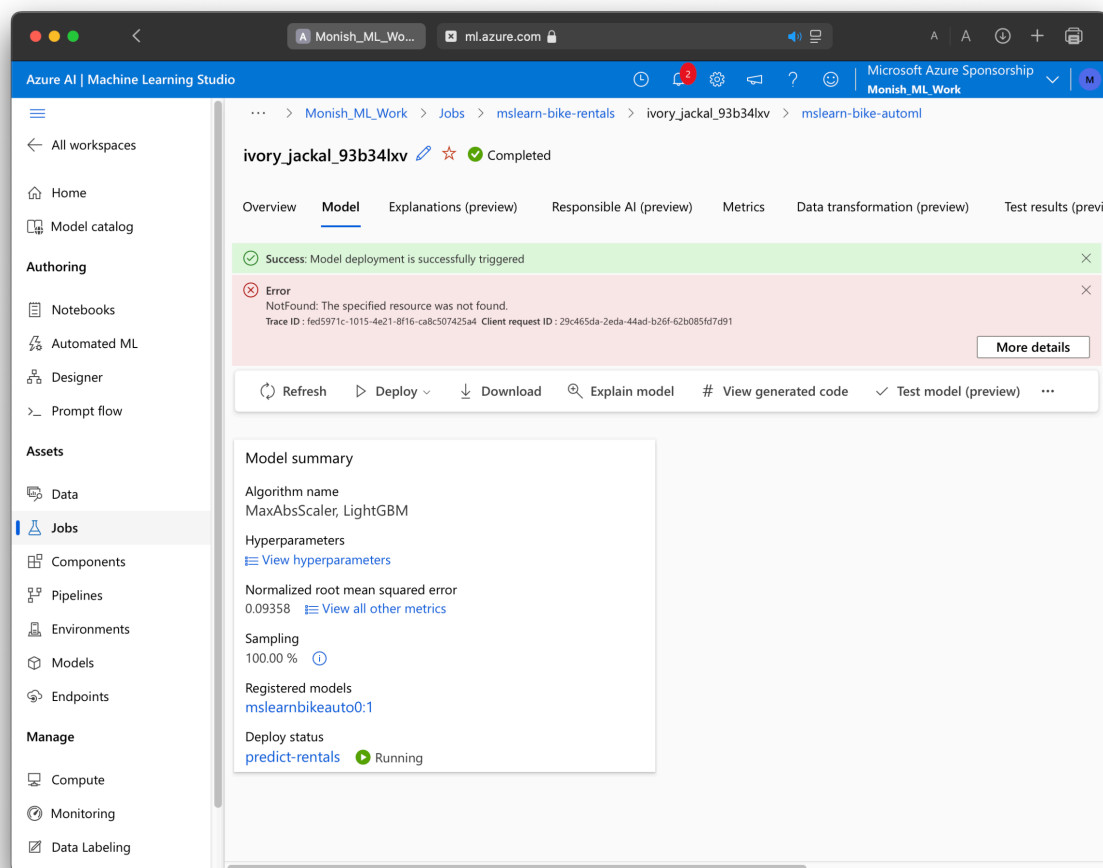 Monish_ML_Wo...
ml.azure.com
A A
Azure AI | Machine Learning Studio
2
Microsoft Azure Sponsorship
Monish_ML_Work
M
All workspaces
Home
Model catalog
Authoring
Notebooks
Automated ML
Designer
Prompt flow
Assets
Data
Jobs
Components
Pipelines
Environments
Models
Endpoints
Manage
Compute
Monitoring
Data Labeling
... > Monish_ML_Work > Jobs > mslearn-bike-rentals > ivory_jackal_93b34lxv > mslearn-bike-automl
ivory_jackal_93b34lxv Completed
Overview Model Explanations (preview) Responsible AI (preview) Metrics Data transformation (preview) Test results (previ
Success: Model deployment is successfully triggered
Error
NotFound: The specified resource was not found.
Trace ID : fed5971c-1015-4e21-8f16-ca8c507425a4 Client request ID : 29c465da-2eda-44ad-b26f-62b085fd7d91
More details
Refresh Deploy Download Explain model # View generated code Test model (preview) ...
Model summary
Algorithm name
MaxAbsScaler, LightGBM
Hyperparameters
View hyperparameters
Normalized root mean squared error
0.09358 View all other metrics
Sampling
100.00 %
Registered models
mslearnbikeauto0:1
Deploy status
predict-rentals Running